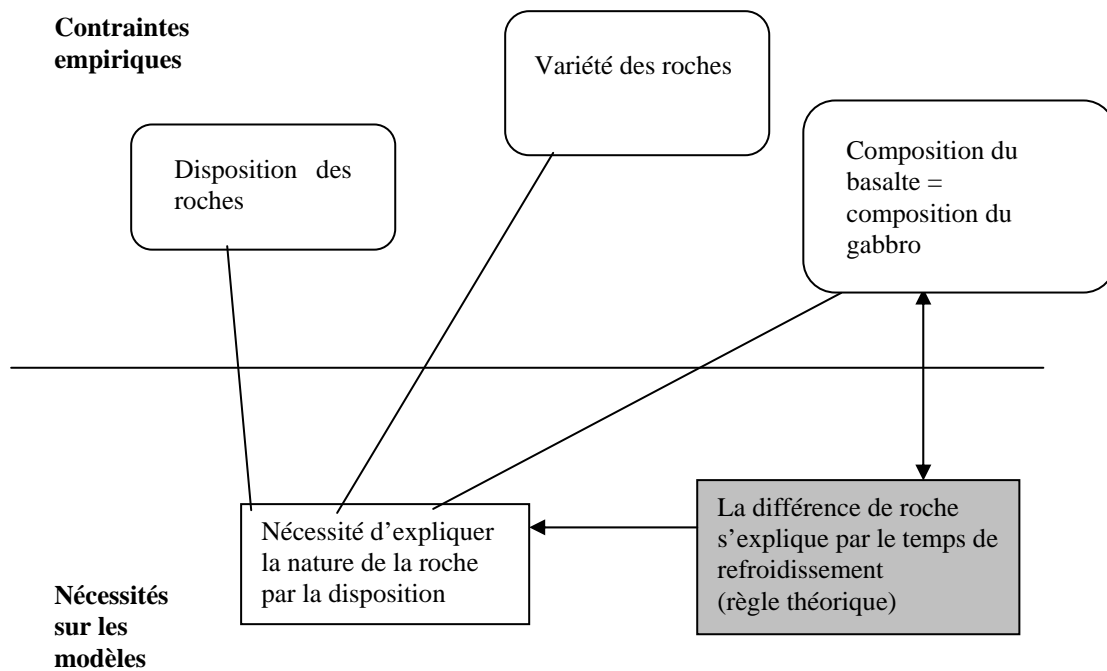 Contraintes
empiriques
Variété des roches
Disposition des
roches
Composition du
basalte =
composition du
gabbro
Nécessité d’expliquer
la nature de la roche
par la disposition
La différence de roche
s’explique par le temps de
refroidissement
(règle théorique)
Nécessités
sur les
modèles